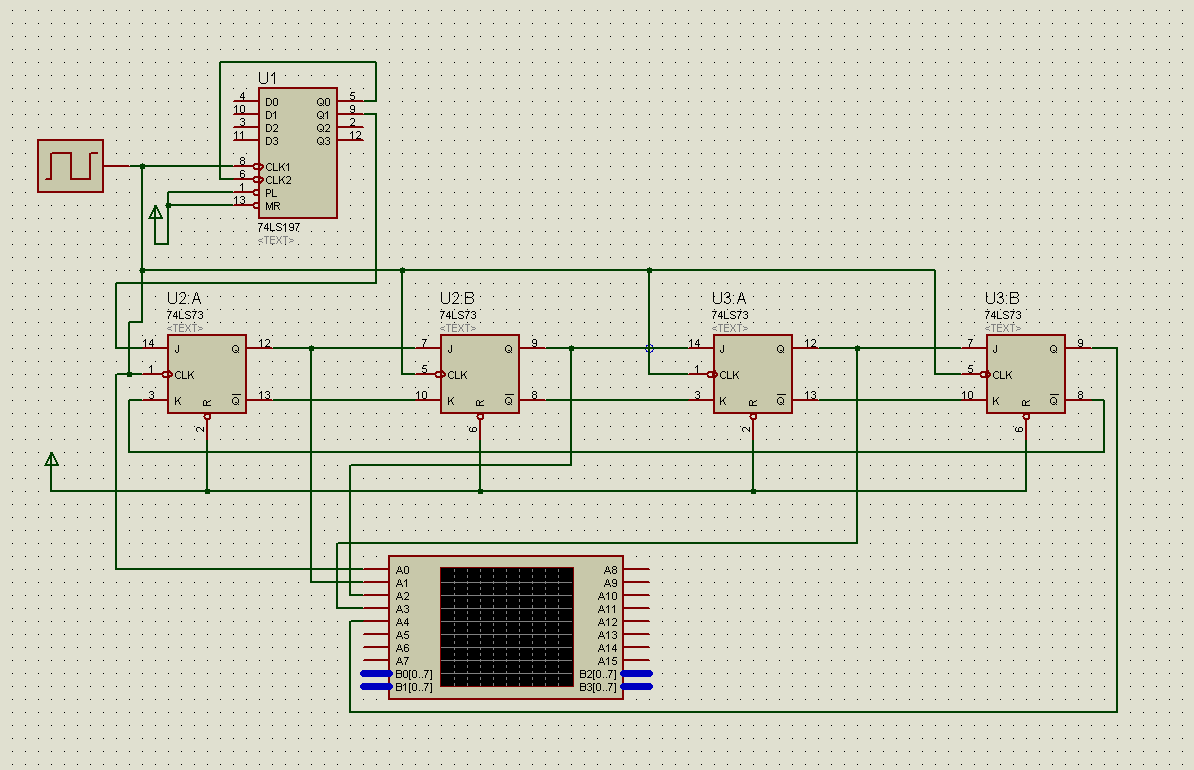 U1
4 D0 Q0 5
10 D1 Q1 9
3 D2 Q2 2
11 D3 Q3 12
8 CLK1
6 CLK2
1 PL
13 MR
74LS197
<TEXT>
U2:A U2:B U3:A U3:B
74LS73 74LS73 74LS73 74LS73
<TEXT> <TEXT> <TEXT> <TEXT>
14 J Q 12 7 J Q 9 14 J Q 12 7 J Q 9
1 CLK 5 CLK 1 CLK 5 CLK
3 K R Q 13 10 K R Q 8 3 K R Q 13 10 K R Q 8
2 6 2 6
A0 A8
A1 A9
A2 A10
A3 A11
A4 A12
A5 A13
A6 A14
A7 A15
B0[0..7] B2[0..7]
B1[0..7] B3[0..7]